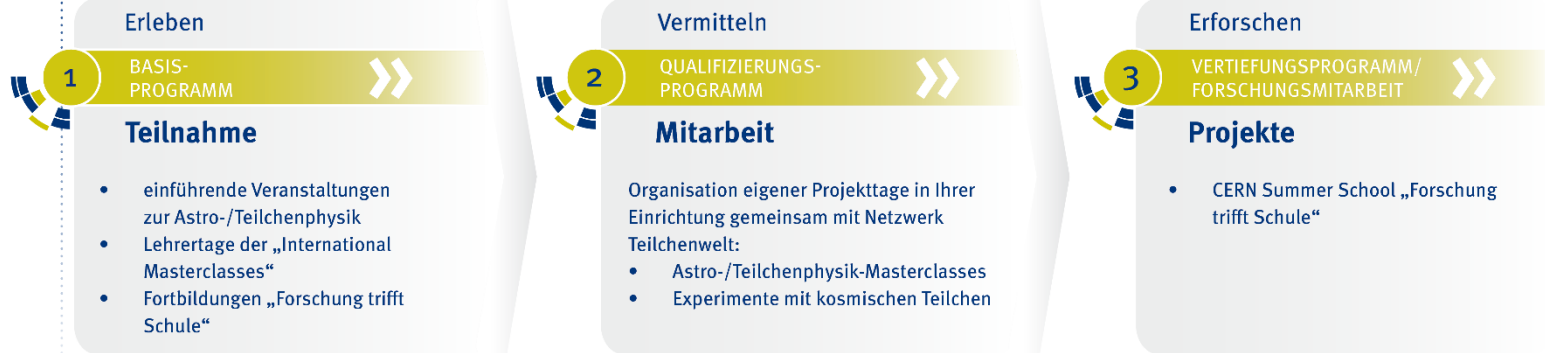 Erleben
1
BASIS-
PROGRAMM
Teilnahme
• einführende Veranstaltungen
zur Astro-/Teilchenphysik
• Lehrertage der „International
Masterclasses“
• Fortbildungen „Forschung trifft
Schule“
Vermitteln
2
QUALIFIZIERUNGS-
PROGRAMM
Mitarbeit
Organisation eigener Projekttage in Ihrer
Einrichtung gemeinsam mit Netzwerk
Teilchenwelt:
• Astro-/Teilchenphysik-Masterclasses
• Experimente mit kosmischen Teilchen
Erforschen
3
VERTIEFUNGSPROGRAMM/
FORSCHUNGSMITARBEIT
Projekte
• CERN Summer School „Forschung
trifft Schule“